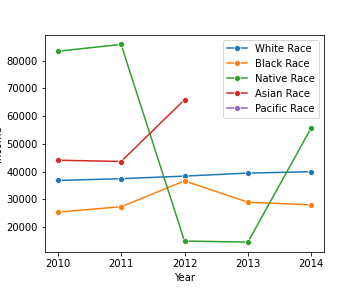 White Race
Black Race
Native Race
Asian Race
Pacific Race
80000
70000
60000
50000
40000
30000
20000
2010
2011
2012
2013
2014
Year